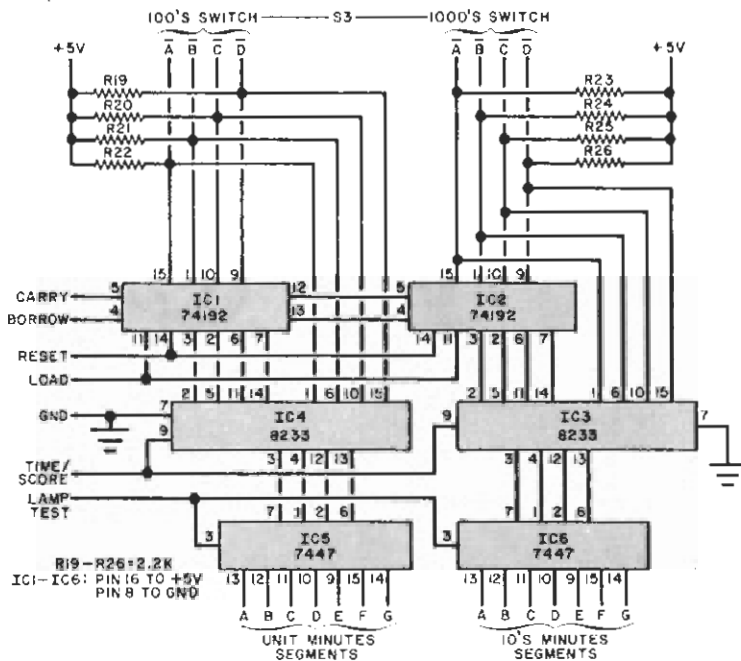 100'S SWITCH S3 1000'S SWITCH
+5V A B C D A B C D +5V
R19 R23
R20 R24
R21 R25
R22 R26
15 1 10 9 15 1 10 9
CARRY 5 IC1 12 5 IC2
BORROW 4 74192 13 4 74192
11 14 3 2 6 7 14 11 3 2 6 7
RESET
LOAD
2 5 11 14 1 6 10 15 2 5 11 14 1 6 10 15
GND 7 IC4 9 IC3 7
9 8233 8233
TIME/
SCORE
3 4 12 13 3 4 12 13
LAMP
TEST
7 1 2 6 7 1 2 6
3 IC5 3 IC6
7447 7447
R19-R26=2.2K
IC1-IC6: PIN 16 TO +5V
PIN 8 TO GND
13 12 11 10 9 15 14 13 12 11 10 9 15 14
A B C D E F G A B C D E F G
UNIT MINUTES 10'S MINUTES
SEGMENTS SEGMENTS